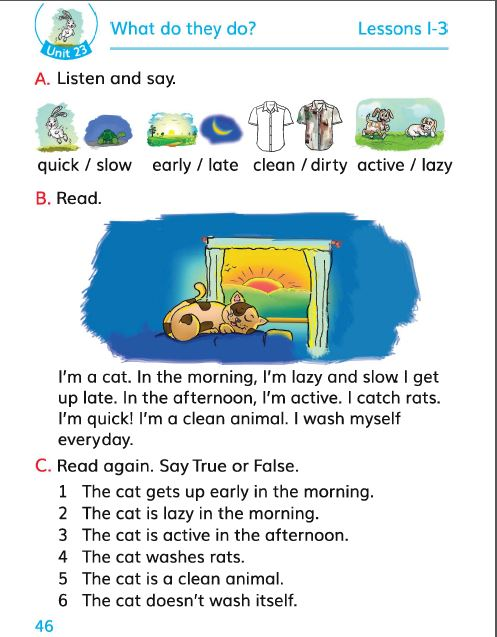 What do they do? Lessons 1-3
Unit 23
A. Listen and say.
quick / slow early / late clean / dirty active / lazy
B. Read.
I'm a cat. In the morning, I'm lazy and slow. I get
up late. In the afternoon, I'm active. I catch rats.
I'm quick! I'm a clean animal. I wash myself
everyday.
C. Read again. Say True or False.
1 The cat gets up early in the morning.
2 The cat is lazy in the morning.
3 The cat is active in the afternoon.
4 The cat washes rats.
5 The cat is a clean animal.
6 The cat doesn't wash itself.
46